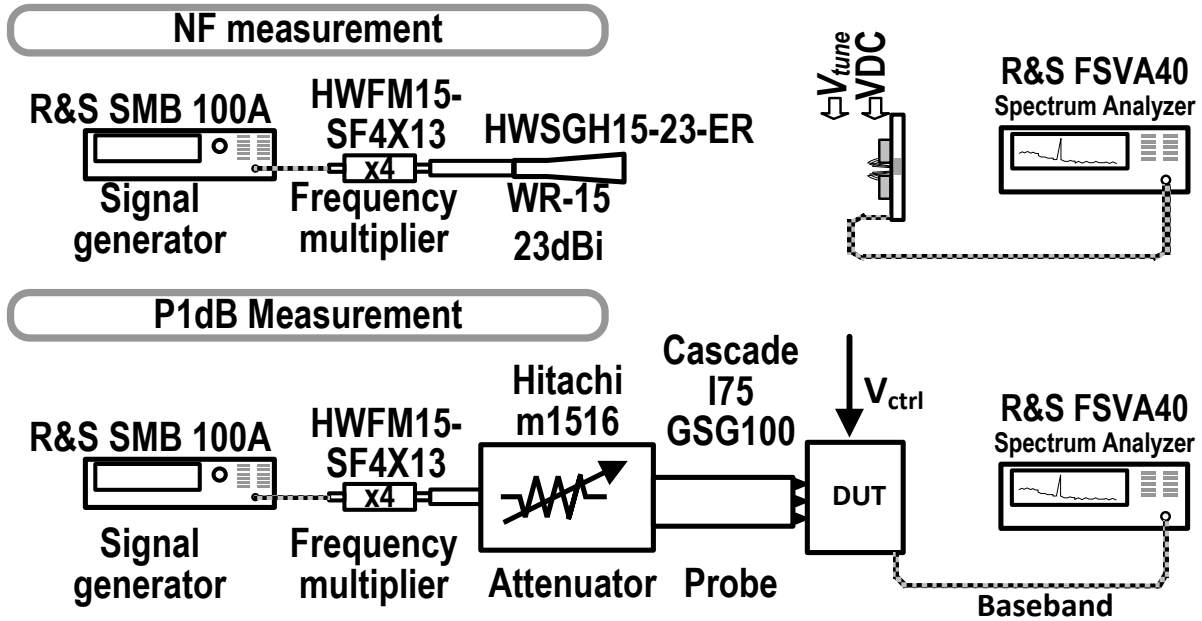 NF measurement
R&S SMB 100A
HWFM15-
SF4X13
HWSGH15-23-ER
x4
Signal
generator
Frequency
multiplier
WR-15
23dBi
Vtune
VDC
R&S FSVA40
Spectrum Analyzer
P1dB Measurement
R&S SMB 100A
HWFM15-
SF4X13
x4
Signal
generator
Frequency
multiplier
Hitachi
m1516
Attenuator
Cascade
I75
GSG100
Probe
Vctrl
DUT
R&S FSVA40
Spectrum Analyzer
Baseband